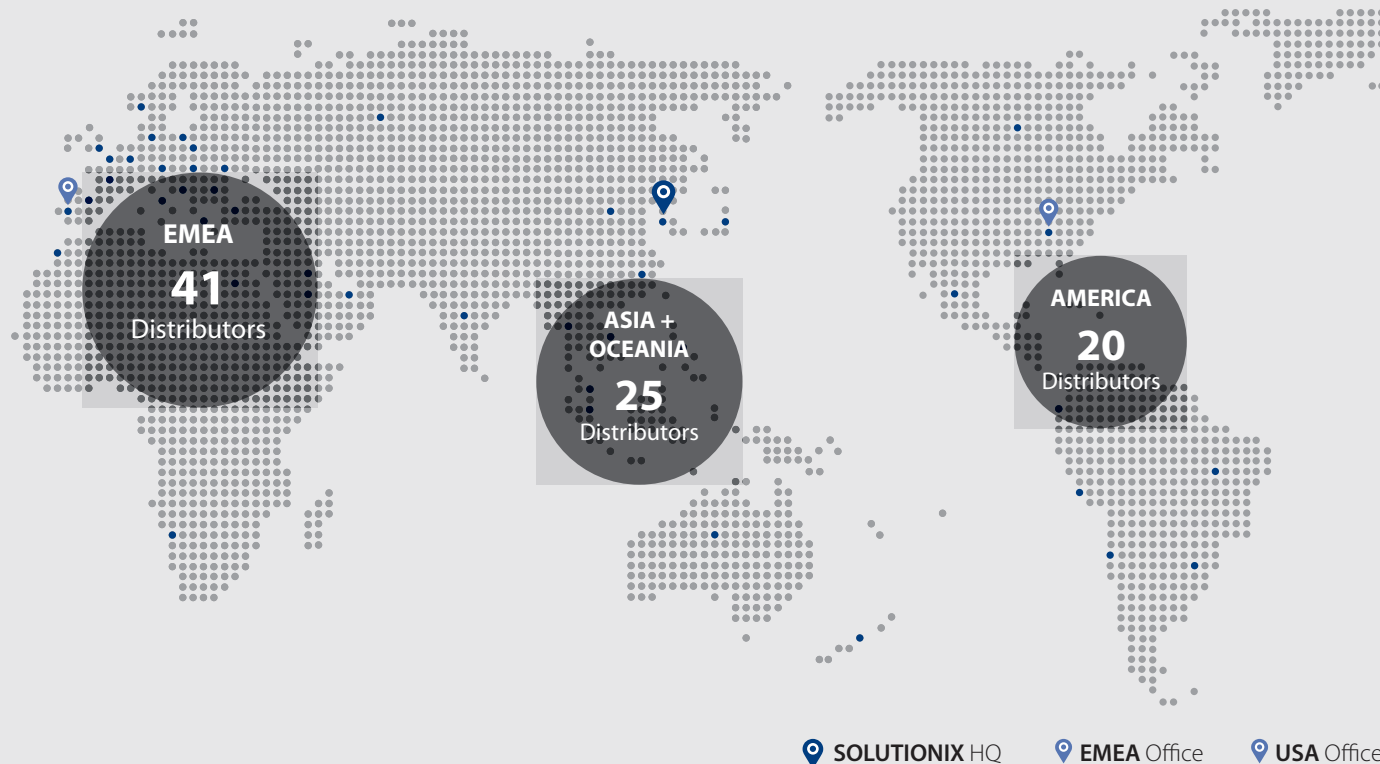 EMEA
41
Distributors
ASIA +
OCEANIA
25
Distributors
AMERICA
20
Distributors
SOLUTIONIX HQ
EMEA Office
USA Office